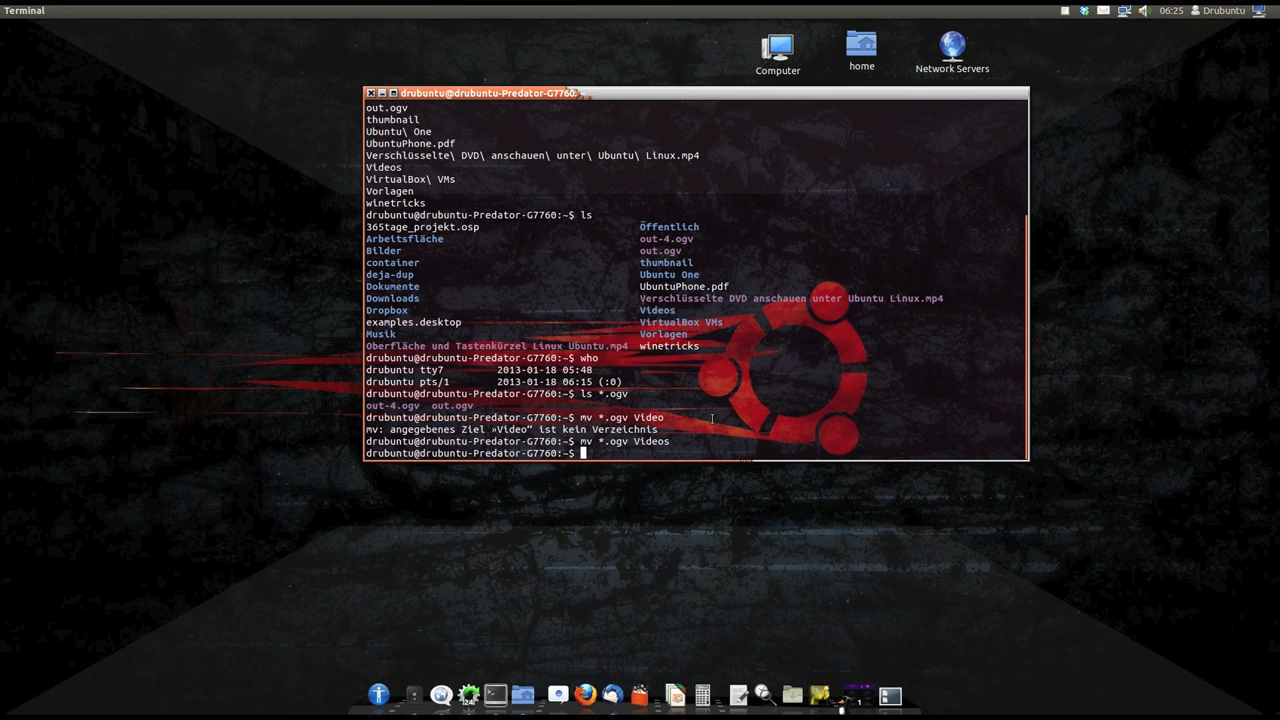 Terminal
06:25 Drubuntu
Computer
home
Network Servers
drubuntu@drubuntu-Predator-G7760: ~
out.ogv
thumbnail
Ubuntu\ One
UbuntuPhone.pdf
Verschlüsselte\ DVD\ anschauen\ unter\ Ubuntu\ Linux.mp4
Videos
VirtualBox\ VMs
Vorlagen
winetricks
drubuntu@drubuntu-Predator-G7760:~$ ls
365tage_projekt.osp Öffentlich
Arbeitsfläche out-4.ogv
Bilder out.ogv
container thumbnail
deja-dup Ubuntu One
Dokumente UbuntuPhone.pdf
Downloads Verschlüsselte DVD anschauen unter Ubuntu Linux.mp4
Dropbox Videos
examples.desktop VirtualBox VMs
Musik Vorlagen
Oberfläche und Tastenkürzel Linux Ubuntu.mp4 winetricks
drubuntu@drubuntu-Predator-G7760:~$ who
drubuntu tty7 2013-01-18 05:48
drubuntu pts/1 2013-01-18 06:15 (:0)
drubuntu@drubuntu-Predator-G7760:~$ ls *.ogv
out-4.ogv out.ogv
drubuntu@drubuntu-Predator-G7760:~$ mv *.ogv Video
mv: angegebenes Ziel »Video“ ist kein Verzeichnis
drubuntu@drubuntu-Predator-G7760:~$ mv *.ogv Videos
drubuntu@drubuntu-Predator-G7760:~$